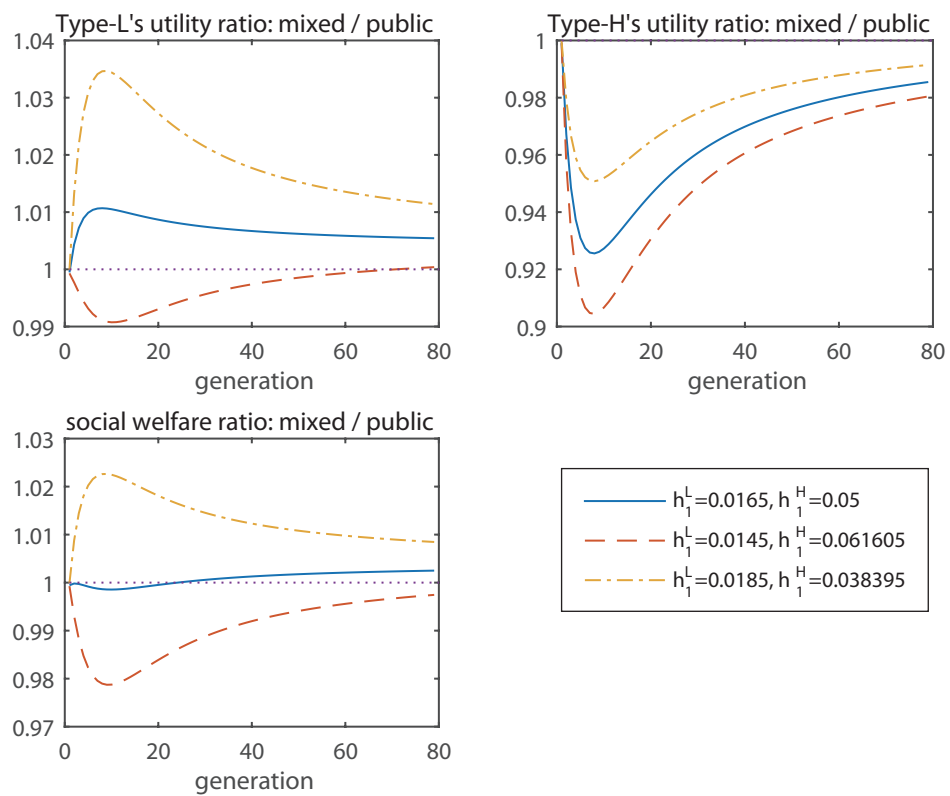 Type-L's utility ratio: mixed / public
1.04
1.03
1.02
1.01
1
0.99
0 20 40 60 80
generation
Type-H's utility ratio: mixed / public
1
0.98
0.96
0.94
0.92
0.9
0 20 40 60 80
generation
social welfare ratio: mixed / public
1.03
1.02
1.01
1
0.99
0.98
0.97
0 20 40 60 80
generation
h₁ᴸ=0.0165, h₁ᴴ=0.05
h₁ᴸ=0.0145, h₁ᴴ=0.061605
h₁ᴸ=0.0185, h₁ᴴ=0.038395